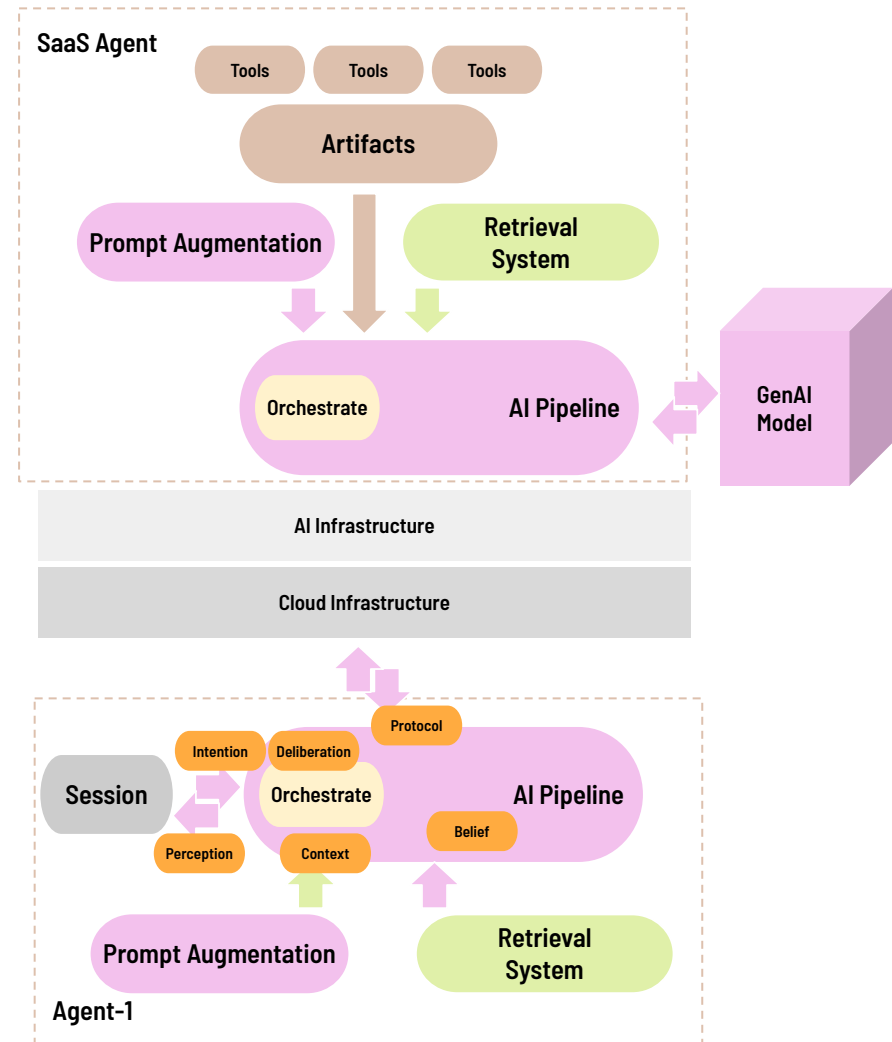 SaaS Agent
Tools
Tools
Tools
Artifacts
Prompt Augmentation
Retrieval
System
Orchestrate
AI Pipeline
GenAI
Model
AI Infrastructure
Cloud Infrastructure
Protocol
Intention
Deliberation
Session
Orchestrate
AI Pipeline
Belief
Perception
Context
Prompt Augmentation
Retrieval
System
Agent-1